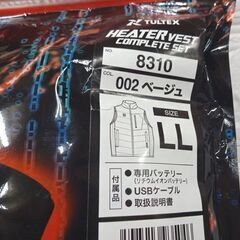 TULTEX
HEATER VEST
COMPLETE SET
NO. 8310
COL. 002 ベージュ
SIZE
LL
付属品
●専用バッテリー
(リチウムイオンバッテリー)
●USBケーブル
●取扱説明書